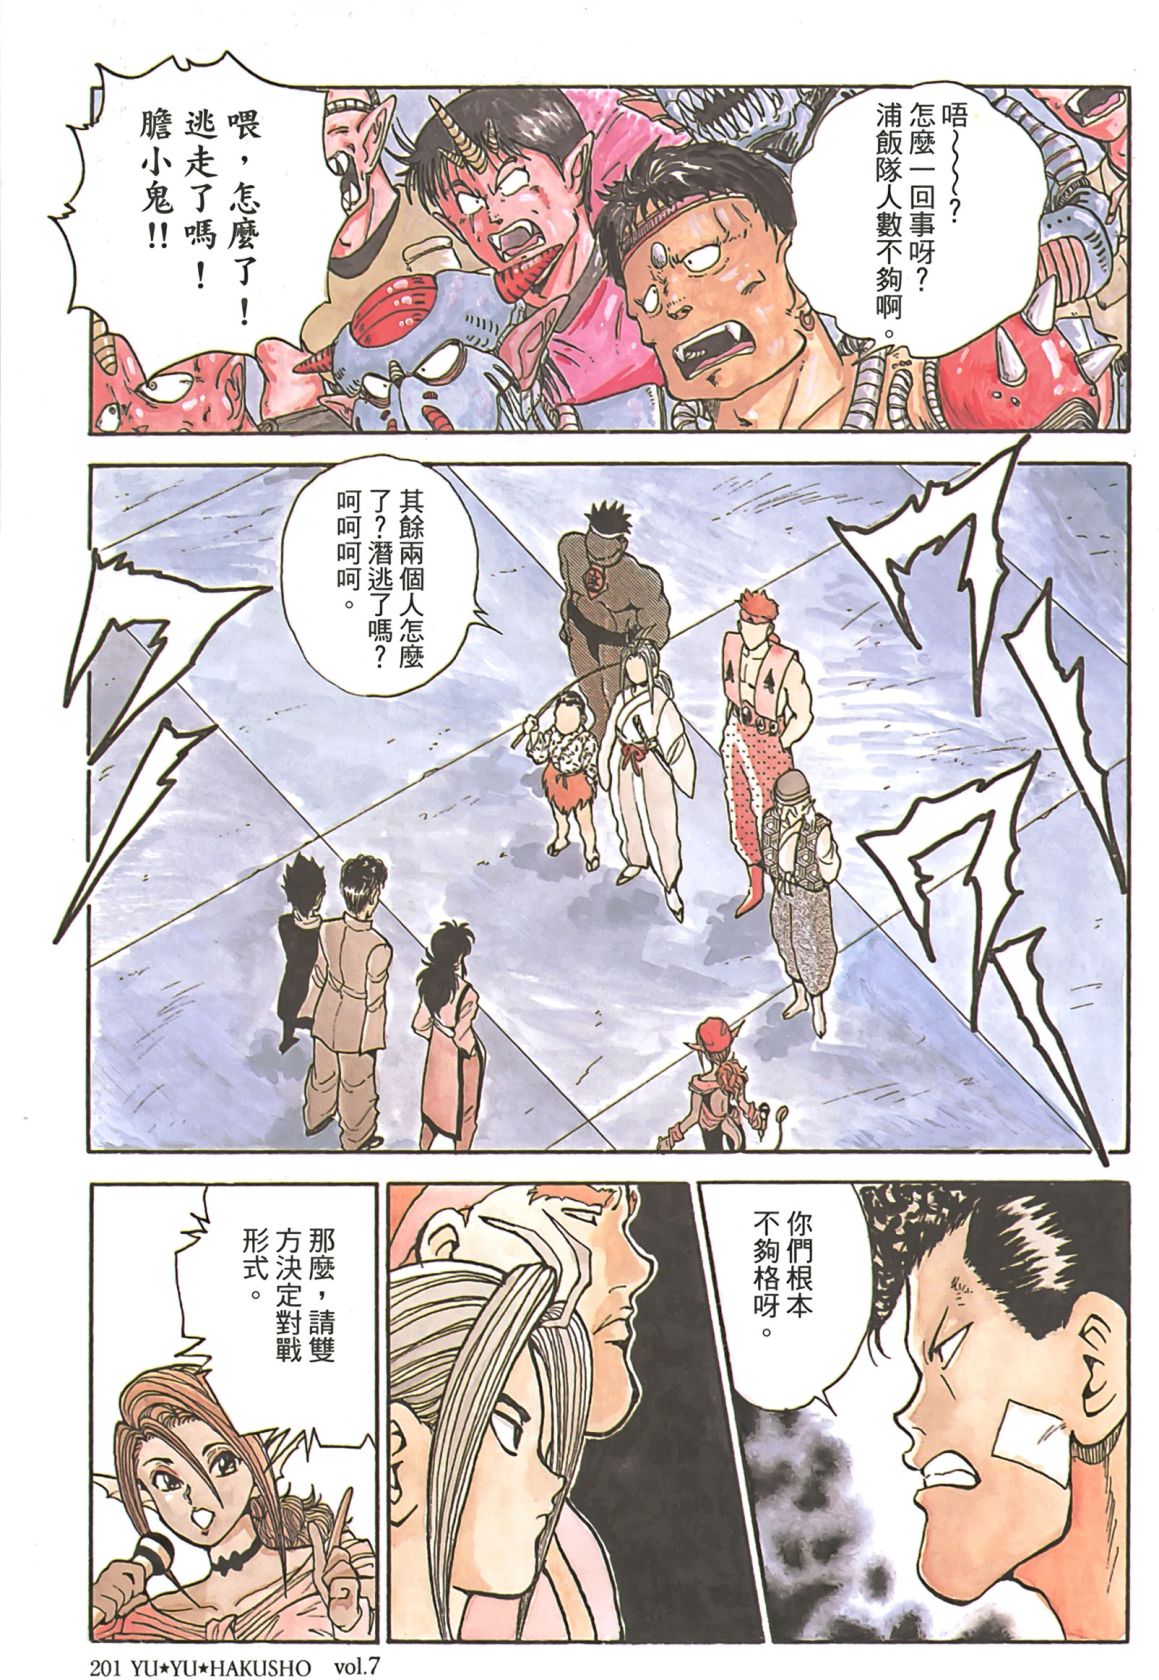 唔～～～？
怎麼一回事呀？
浦飯隊人數不夠啊。
喂，怎麼了！
逃走了嗎！
膽小鬼!!
其餘兩個人怎麼
了？潛逃了嗎？
呵呵呵呵。
你們根本
不夠格呀。
那麼，請雙
方決定對戰
形式。
201 YU★YU★HAKUSHO vol.7